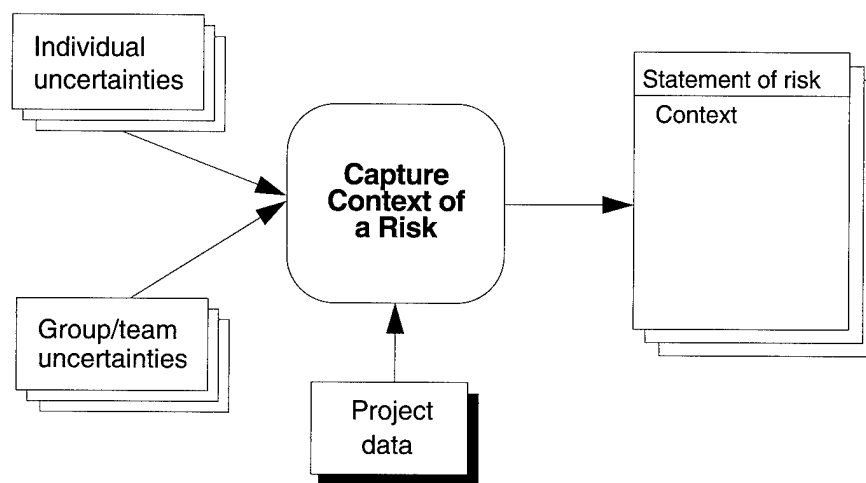 Individual
uncertainties
Statement of risk
Context
Capture
Context of
a Risk
Group/team
uncertainties
Project
data